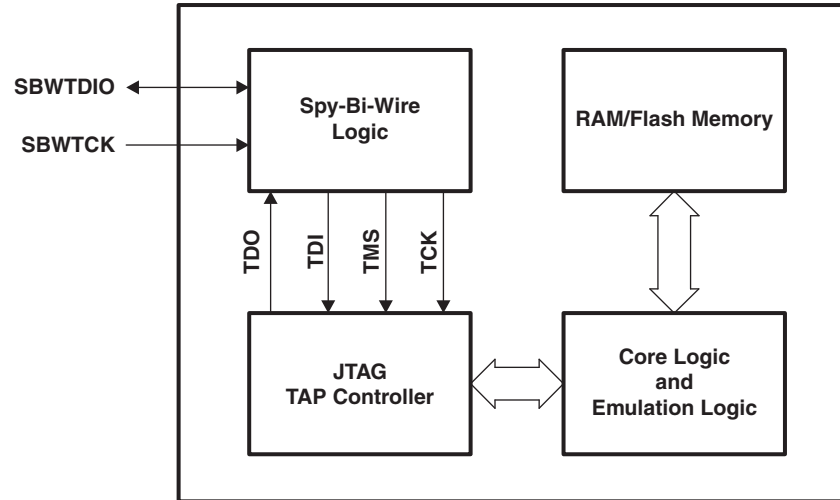 SBWTDIO
SBWTCK
Spy-Bi-Wire
Logic
RAM/Flash Memory
TDO
TDI
TMS
TCK
JTAG
TAP Controller
Core Logic
and
Emulation Logic